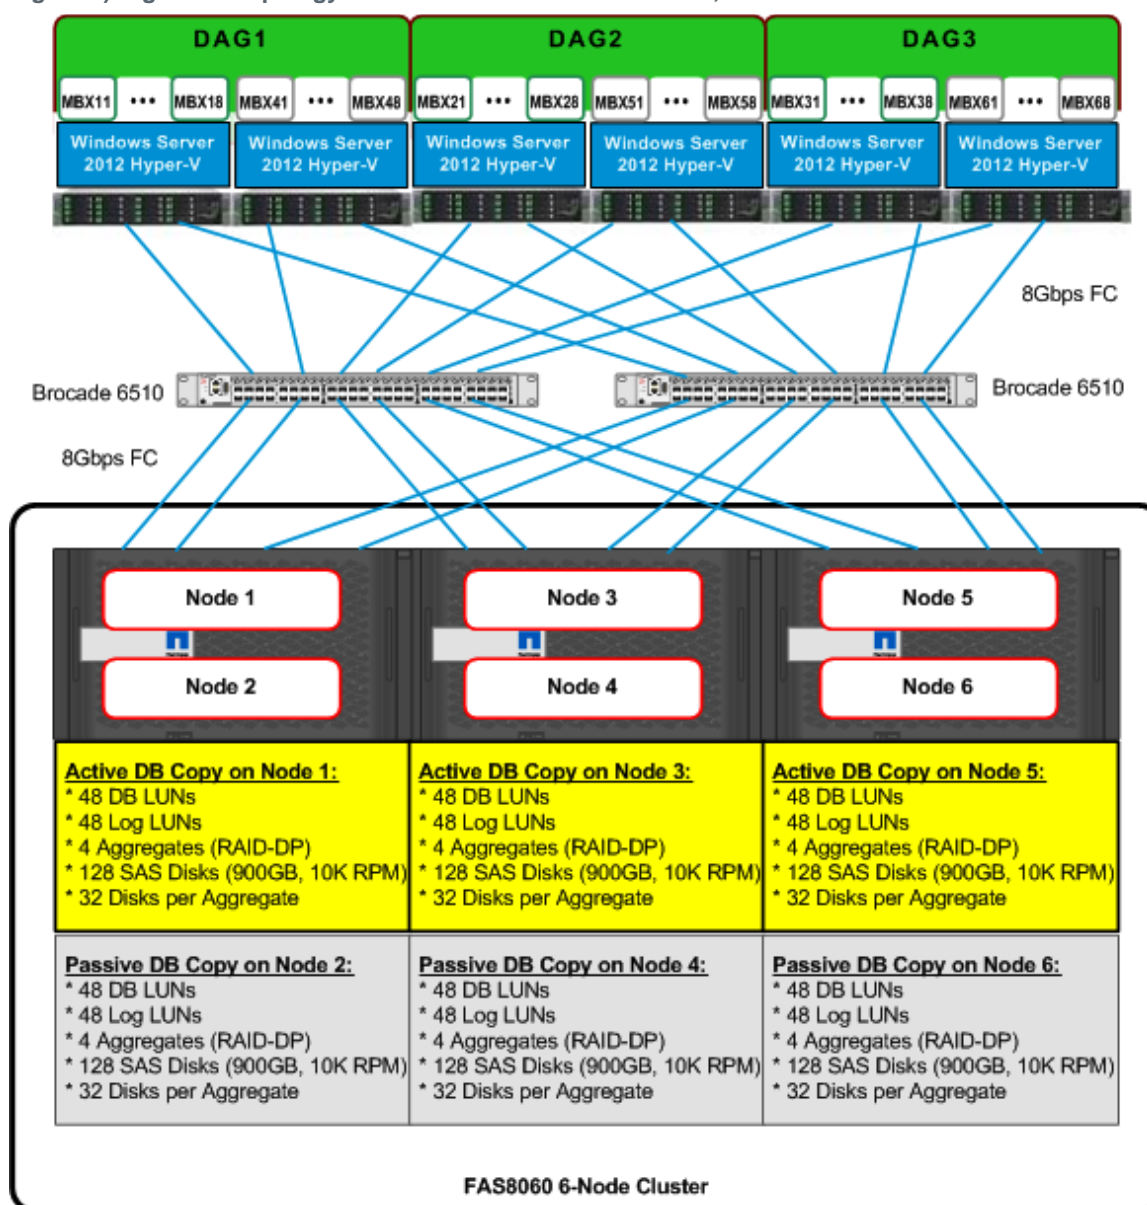 DAG1 DAG2 DAG3
MBX11 ••• MBX18 MBX41 ••• MBX48 MBX21 ••• MBX28 MBX51 ••• MBX58 MBX31 ••• MBX38 MBX61 ••• MBX68
Windows Server Windows Server Windows Server Windows Server Windows Server Windows Server
2012 Hyper-V 2012 Hyper-V 2012 Hyper-V 2012 Hyper-V 2012 Hyper-V 2012 Hyper-V
8Gbps FC
Brocade 6510
Brocade 6510
8Gbps FC
Node 1 Node 3 Node 5
Node 2 Node 4 Node 6
Active DB Copy on Node 1:
* 48 DB LUNs
* 48 Log LUNs
* 4 Aggregates (RAID-DP)
* 128 SAS Disks (900GB, 10K RPM)
* 32 Disks per Aggregate
Active DB Copy on Node 3:
* 48 DB LUNs
* 48 Log LUNs
* 4 Aggregates (RAID-DP)
* 128 SAS Disks (900GB, 10K RPM)
* 32 Disks per Aggregate
Active DB Copy on Node 5:
* 48 DB LUNs
* 48 Log LUNs
* 4 Aggregates (RAID-DP)
* 128 SAS Disks (900GB, 10K RPM)
* 32 Disks per Aggregate
Passive DB Copy on Node 2:
* 48 DB LUNs
* 48 Log LUNs
* 4 Aggregates (RAID-DP)
* 128 SAS Disks (900GB, 10K RPM)
* 32 Disks per Aggregate
Passive DB Copy on Node 4:
* 48 DB LUNs
* 48 Log LUNs
* 4 Aggregates (RAID-DP)
* 128 SAS Disks (900GB, 10K RPM)
* 32 Disks per Aggregate
Passive DB Copy on Node 6:
* 48 DB LUNs
* 48 Log LUNs
* 4 Aggregates (RAID-DP)
* 128 SAS Disks (900GB, 10K RPM)
* 32 Disks per Aggregate
FAS8060 6-Node Cluster